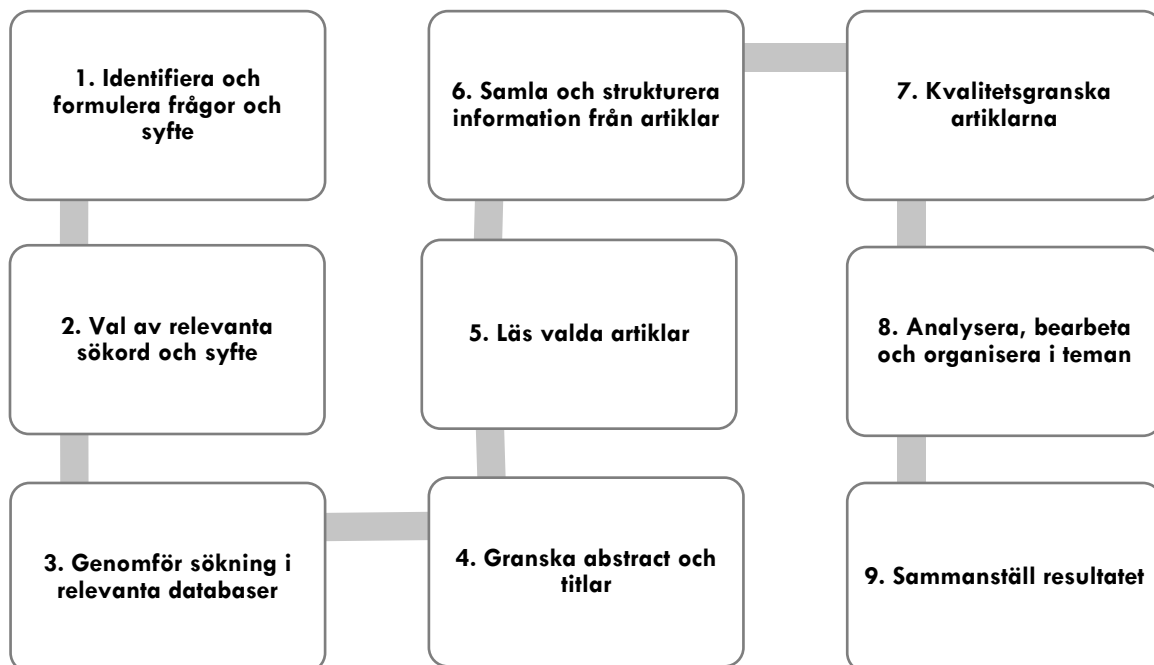 1. Identifiera och
formulera frågor och
syfte
2. Val av relevanta
sökord och syfte
3. Genomför sökning i
relevanta databaser
4. Granska abstract och
titlar
5. Läs valda artiklar
6. Samla och strukturera
information från artiklar
7. Kvalitetsgranska
artiklarna
8. Analysera, bearbeta
och organisera i teman
9. Sammanställ resultatet